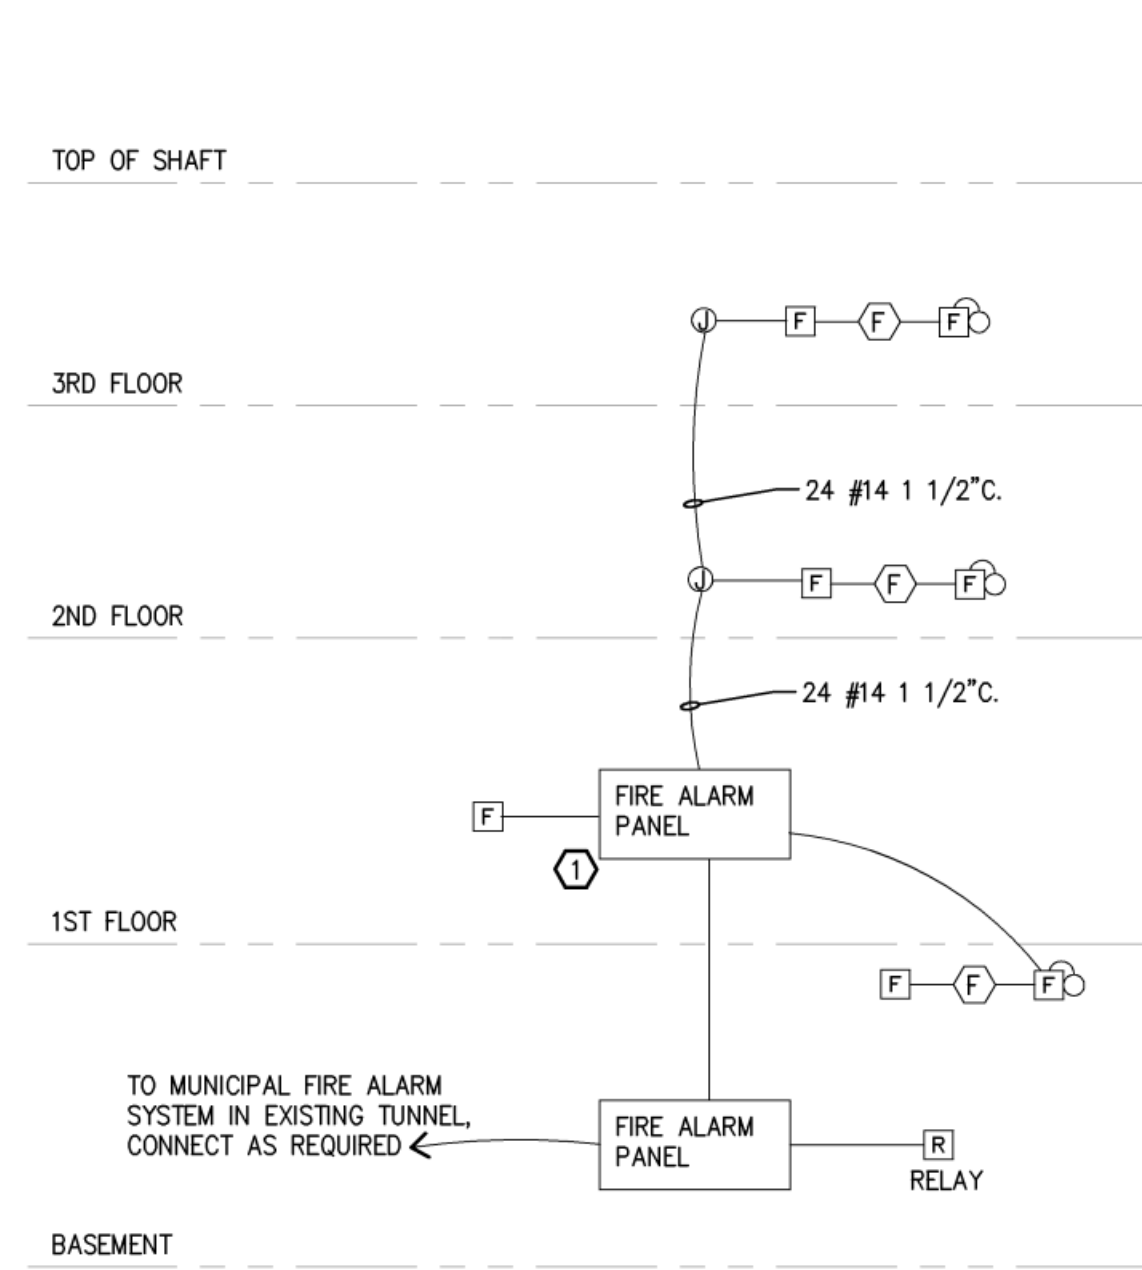 TOP OF SHAFT
J F F F
3RD FLOOR
24 #14 1 1/2"C.
J F F F
2ND FLOOR
24 #14 1 1/2"C.
FIRE ALARM
PANEL
F
1
1ST FLOOR
F F F
TO MUNICIPAL FIRE ALARM
SYSTEM IN EXISTING TUNNEL,
CONNECT AS REQUIRED
FIRE ALARM
PANEL
R
RELAY
BASEMENT